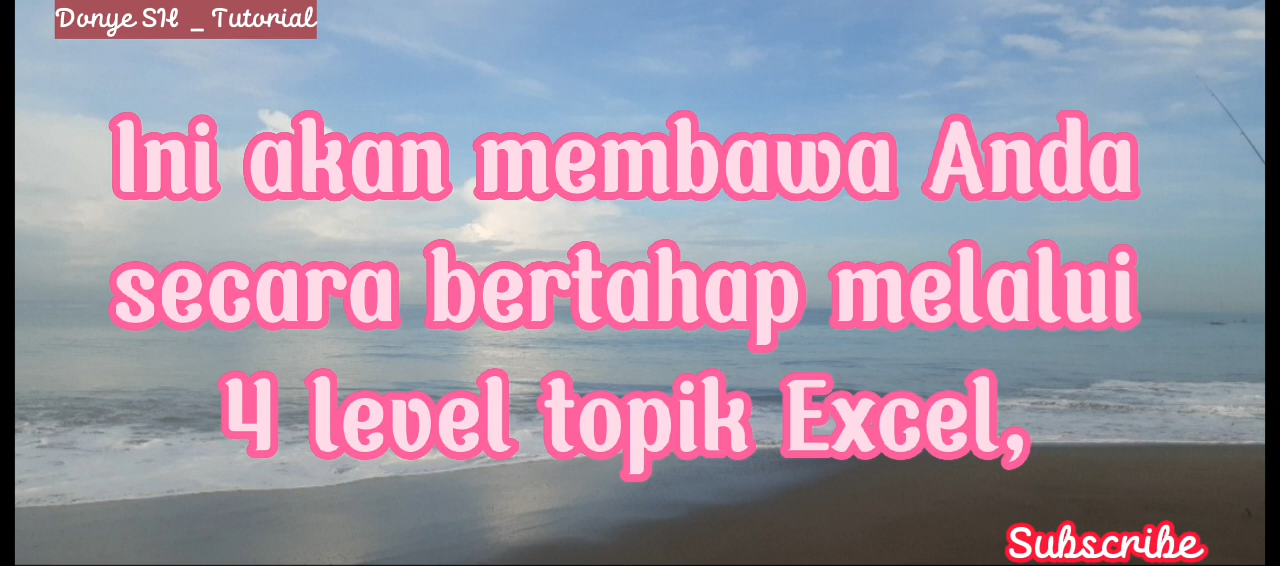 Donye SH _ Tutorial
Ini akan membawa Anda
secara bertahap melalui
4 level topik Excel,
Subscribe